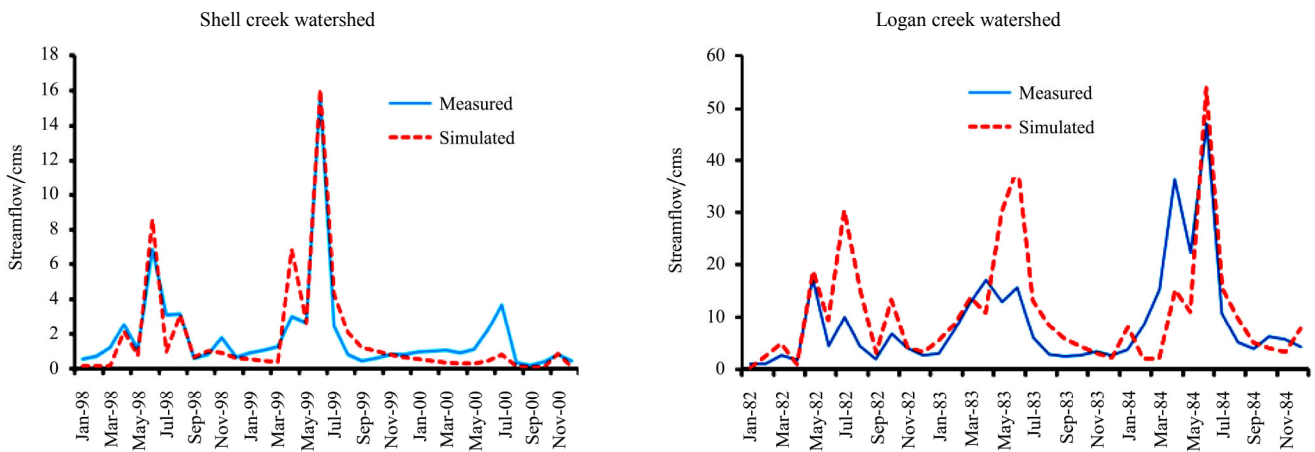 Shell creek watershed
18
16
14
12
10
8
6
4
2
0
Streamflow/cms
Measured
Simulated
Jan-98
Mar-98
May-98
Jul-98
Sep-98
Nov-98
Jan-99
Mar-99
May-99
Jul-99
Sep-99
Nov-99
Jan-00
Mar-00
May-00
Jul-00
Sep-00
Nov-00
Logan creek watershed
60
50
40
30
20
10
0
Streamflow/cms
Measured
Simulated
Jan-82
Mar-82
May-82
Jul-82
Sep-82
Nov-82
Jan-83
Mar-83
May-83
Jul-83
Sep-83
Nov-83
Jan-84
Mar-84
May-84
Jul-84
Sep-84
Nov-84